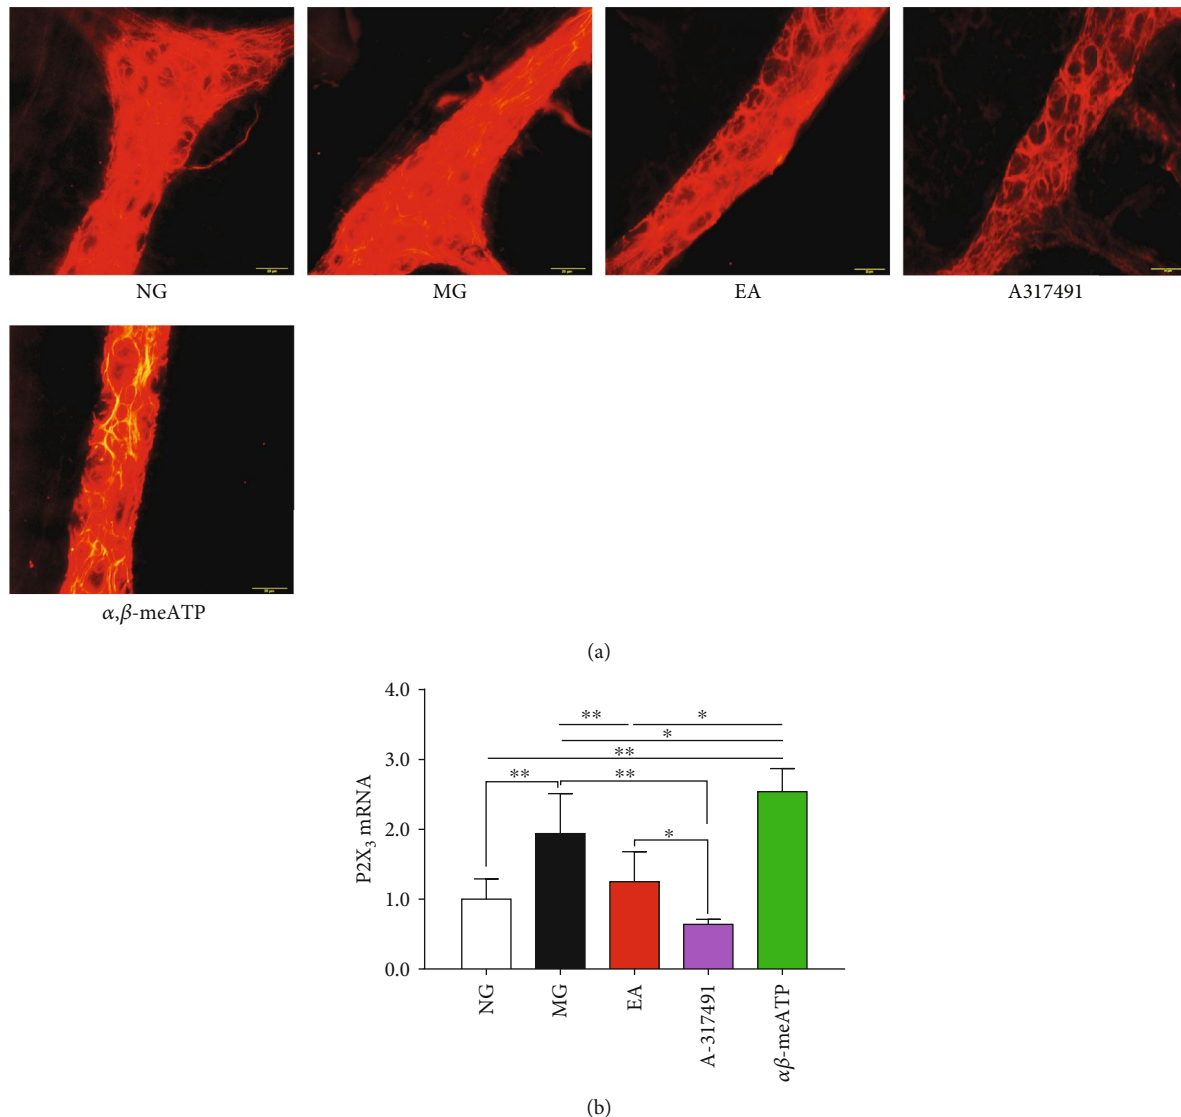 NG
MG
EA
A317491
α,β-meATP
(a)
4.0
3.0
2.0
1.0
0.0
P2X₃ mRNA
**
*
*
**
**
**
*
NG
MG
EA
A-317491
αβ-meATP
(b)